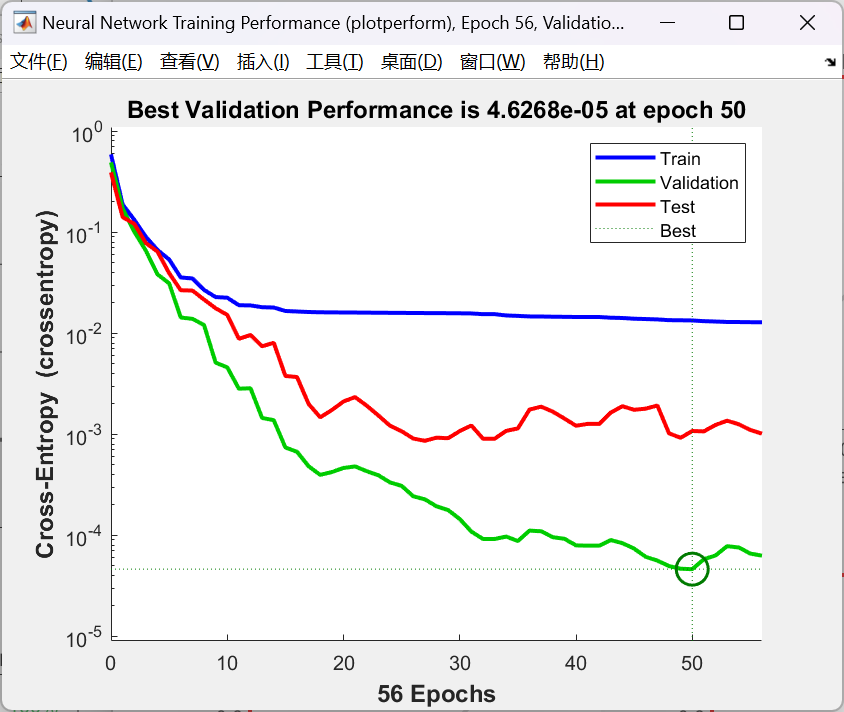 Neural Network Training Performance (plotperform), Epoch 56, Validatio...
文件(F) 编辑(E) 查看(V) 插入(I) 工具(T) 桌面(D) 窗口(W) 帮助(H)
Best Validation Performance is 4.6268e-05 at epoch 50
Train
Validation
Test
Best
10^0
10^-1
10^-2
10^-3
10^-4
10^-5
Cross-Entropy (crossentropy)
0 10 20 30 40 50
56 Epochs